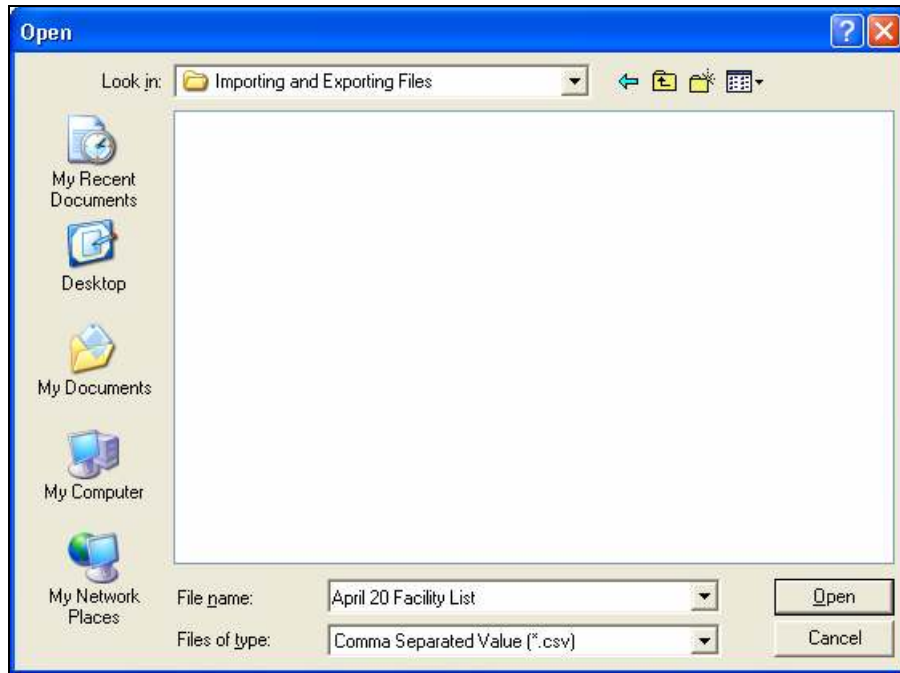 Open
Look in:
Importing and Exporting Files
My Recent
Documents
Desktop
My Documents
My Computer
My Network
Places
File name:
April 20 Facility List
Open
Files of type:
Comma Separated Value (*.csv)
Cancel